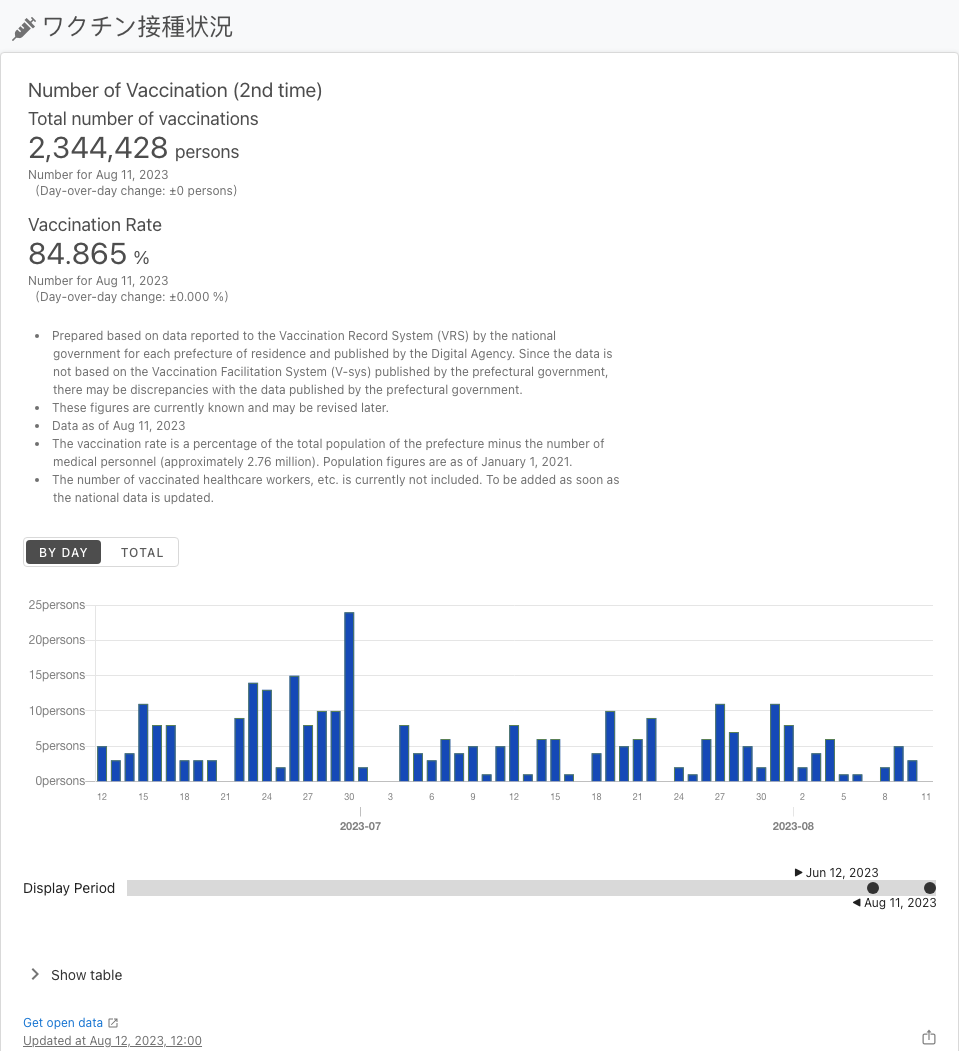 ワクチン接種状況
Number of Vaccination (2nd time)
Total number of vaccinations
2,344,428 persons
Number for Aug 11, 2023
(Day-over-day change: ±0 persons)
Vaccination Rate
84.865 %
Number for Aug 11, 2023
(Day-over-day change: ±0.000 %)
• Prepared based on data reported to the Vaccination Record System (VRS) by the national
government for each prefecture of residence and published by the Digital Agency. Since the data is
not based on the Vaccination Facilitation System (V-sys) published by the prefectural government,
there may be discrepancies with the data published by the prefectural government.
• These figures are currently known and may be revised later.
• Data as of Aug 11, 2023
• The vaccination rate is a percentage of the total population of the prefecture minus the number of
medical personnel (approximately 2.76 million). Population figures are as of January 1, 2021.
• The number of vaccinated healthcare workers, etc. is currently not included. To be added as soon as
the national data is updated.
BY DAY TOTAL
25persons
20persons
15persons
10persons
5persons
0persons
12 15 18 21 24 27 30 3 6 9 12 15 18 21 24 27 30 2 5 8 11
2023-07 2023-08
Jun 12, 2023
Display Period
Aug 11, 2023
Show table
Get open data
Updated at Aug 12, 2023, 12:00